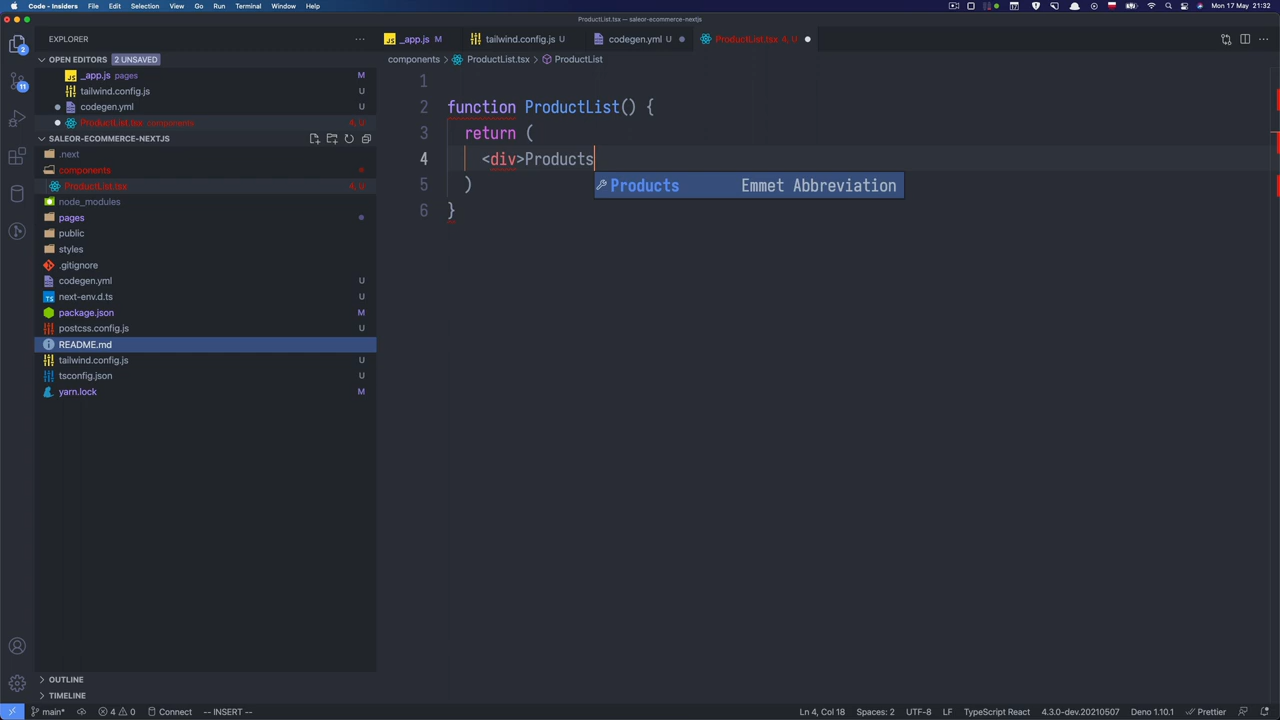 Code - Insiders File Edit Selection View Go Run Terminal Window Help Mon 17 May 21:32
ProductList.tsx — saleor-ecommerce-nextjs
EXPLORER
_app.js M
tailwind.config.js U
codegen.yml U
ProductList.tsx 4, U
OPEN EDITORS 2 UNSAVED
components > ProductList.tsx > ProductList
_app.js pages M
tailwind.config.js U
codegen.yml U
ProductList.tsx components 4, U
SALEOR-ECOMMERCE-NEXTJS
.next
components
ProductList.tsx 4, U
node_modules
pages
public
styles
.gitignore
codegen.yml U
next-env.d.ts U
package.json M
postcss.config.js U
README.md
tailwind.config.js U
tsconfig.json U
yarn.lock M
OUTLINE
TIMELINE
1
2 function ProductList() {
3 return (
4 <div>Products
Products Emmet Abbreviation
5 )
6 }
2
11
main* 4 0 Connect -- INSERT -- Ln 4, Col 18 Spaces: 2 UTF-8 LF TypeScript React 4.3.0-dev.20210507 Deno 1.10.1 Prettier